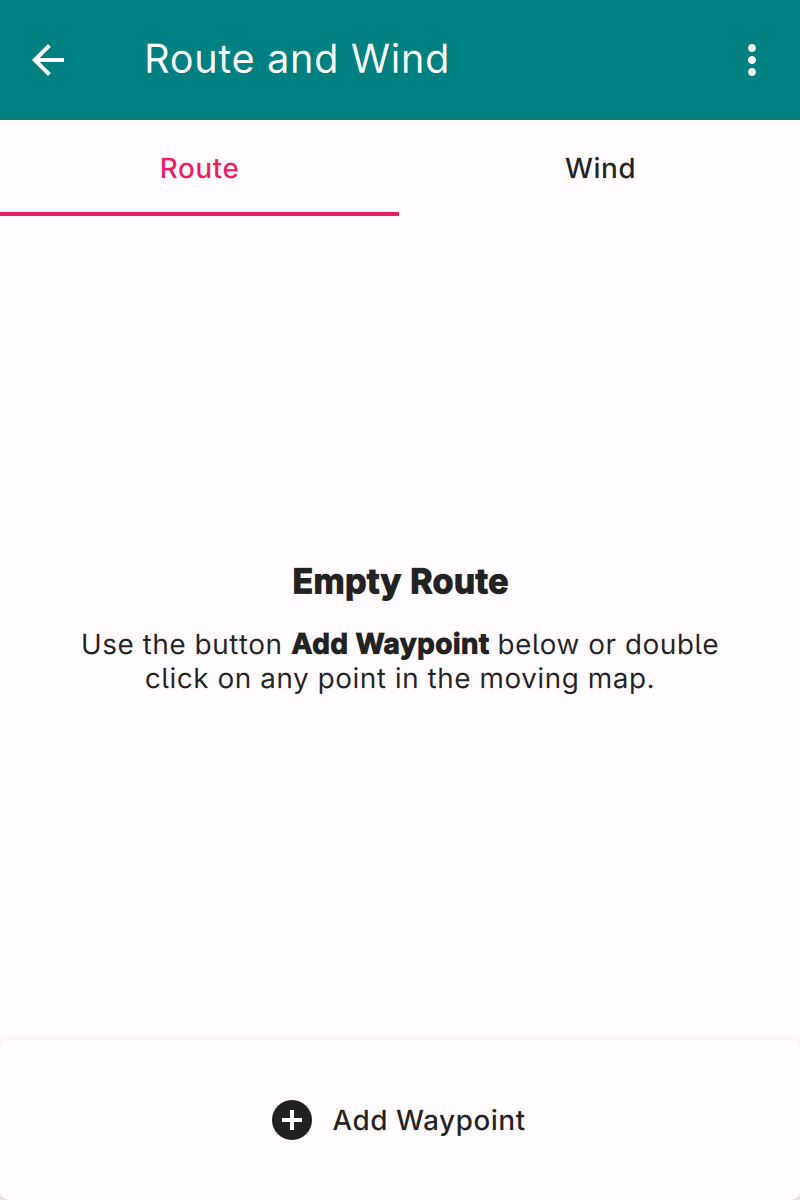 Route and Wind
Route
Wind
Empty Route
Use the button Add Waypoint below or double
click on any point in the moving map.
Add Waypoint